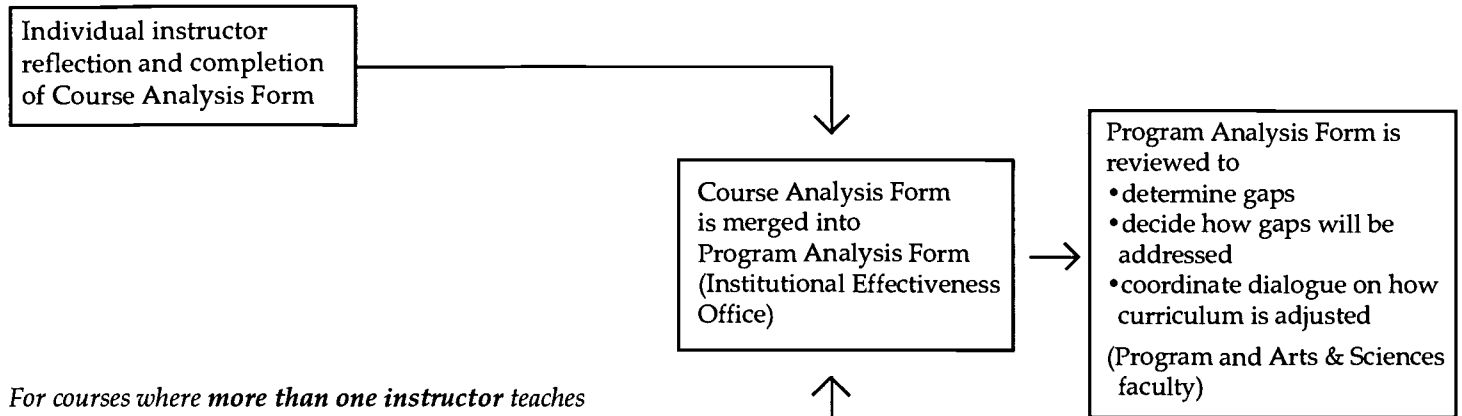 Individual instructor
reflection and completion
of Course Analysis Form
Course Analysis Form
is merged into
Program Analysis Form
(Institutional Effectiveness
Office)
Program Analysis Form is
reviewed to
•determine gaps
•decide how gaps will be
addressed
•coordinate dialogue on how
curriculum is adjusted
(Program and Arts & Sciences
faculty)
For courses where more than one instructor teaches